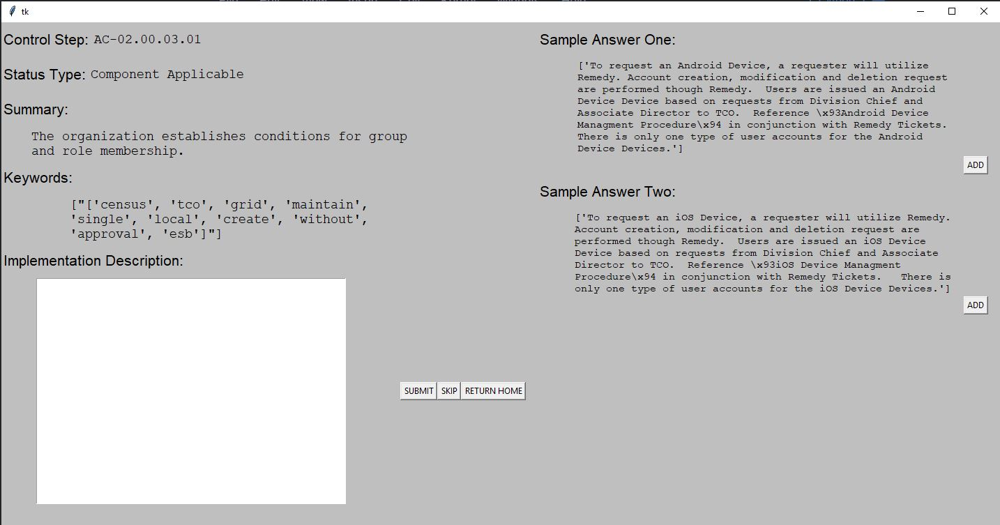 tk
Control Step: AC-02.00.03.01
Status Type: Component Applicable
Summary:
The organization establishes conditions for group
and role membership.
Keywords:
["['census', 'tco', 'grid', 'maintain',
'single', 'local', 'create', 'without',
'approval', 'esb']"]
Implementation Description:
SUBMIT SKIP RETURN HOME
Sample Answer One:
['To request an Android Device, a requester will utilize
Remedy. Account creation, modification and deletion request
are performed though Remedy.  Users are issued an Android
Device Device based on requests from Division Chief and
Associate Director to TCO.  Reference \x93Android Device
Managment Procedure\x94 in conjunction with Remedy Tickets.
There is only one type of user accounts for the Android
Device Devices.']
ADD
Sample Answer Two:
['To request an iOS Device, a requester will utilize Remedy.
Account creation, modification and deletion request are
performed though Remedy.  Users are issued an iOS Device
Device based on requests from Division Chief and Associate
Director to TCO.  Reference \x93iOS Device Managment
Procedure\x94 in conjunction with Remedy Tickets.   There is
only one type of user accounts for the iOS Device Devices.']
ADD